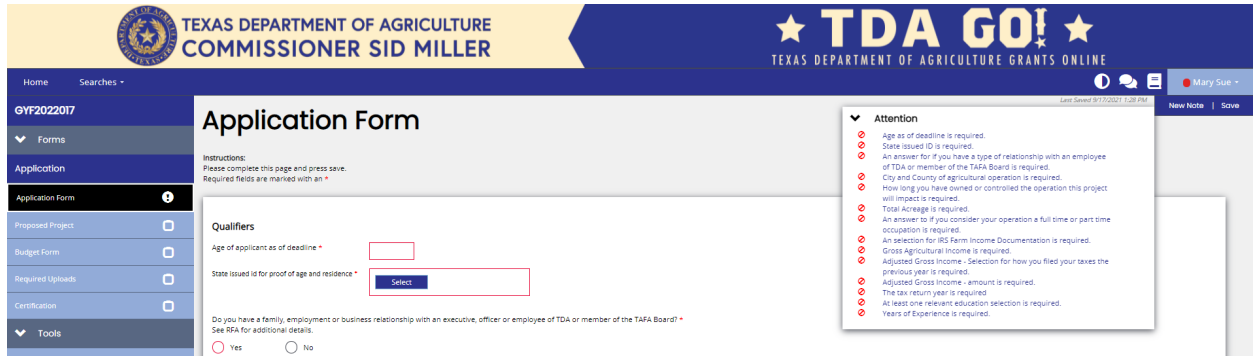 TEXAS DEPARTMENT OF AGRICULTURE
COMMISSIONER SID MILLER
TDA GO!
TEXAS DEPARTMENT OF AGRICULTURE GRANTS ONLINE
Home
Searches
Mary Sue
GYF2022017
Last Saved 9/17/2021 1:28 PM
New Note | Save
Forms
Application
Application Form
Proposed Project
Budget Form
Required Uploads
Certification
Tools
Application Form
Instructions:
Please complete this page and press save.
Required fields are marked with an *
Qualifiers
Age of applicant as of deadline *
State issued id for proof of age and residence *
Select
Do you have a family, employment or business relationship with an executive, officer or employee of TDA or member of the TAFA Board? *
See RFA for additional details.
Yes
No
Attention
Age as of deadline is required.
State issued ID is required.
An answer for if you have a type of relationship with an employee
of TDA or member of the TAFA Board is required.
City and County of agricultural operation is required.
How long you have owned or controlled the operation this project
will impact is required.
Total Acreage is required.
An answer to if you consider your operation a full time or part time
occupation is required.
An selection for IRS Farm Income Documentation is required.
Gross Agricultural Income is required.
Adjusted Gross Income - Selection for how you filed your taxes the
previous year is required.
Adjusted Gross Income - amount is required.
The tax return year is required
At least one relevant education selection is required.
Years of Experience is required.